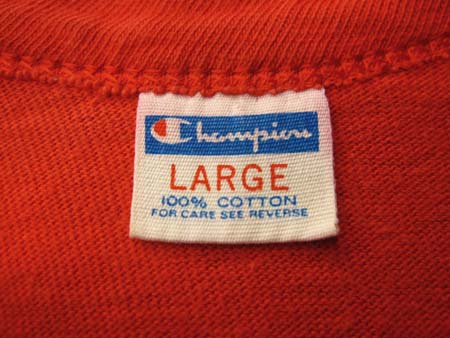 Champion
LARGE
100% COTTON
FOR CARE SEE REVERSE